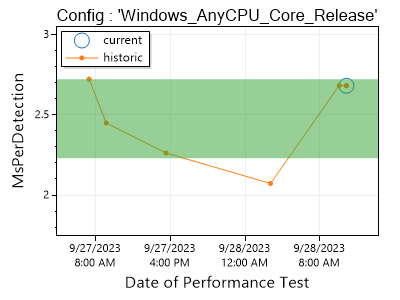 Config : 'Windows_AnyCPU_Core_Release'
current
historic
MsPerDetection
3
2.5
2
9/27/2023 9/27/2023 9/28/2023 9/28/2023
8:00 AM 4:00 PM 12:00 AM 8:00 AM
Date of Performance Test